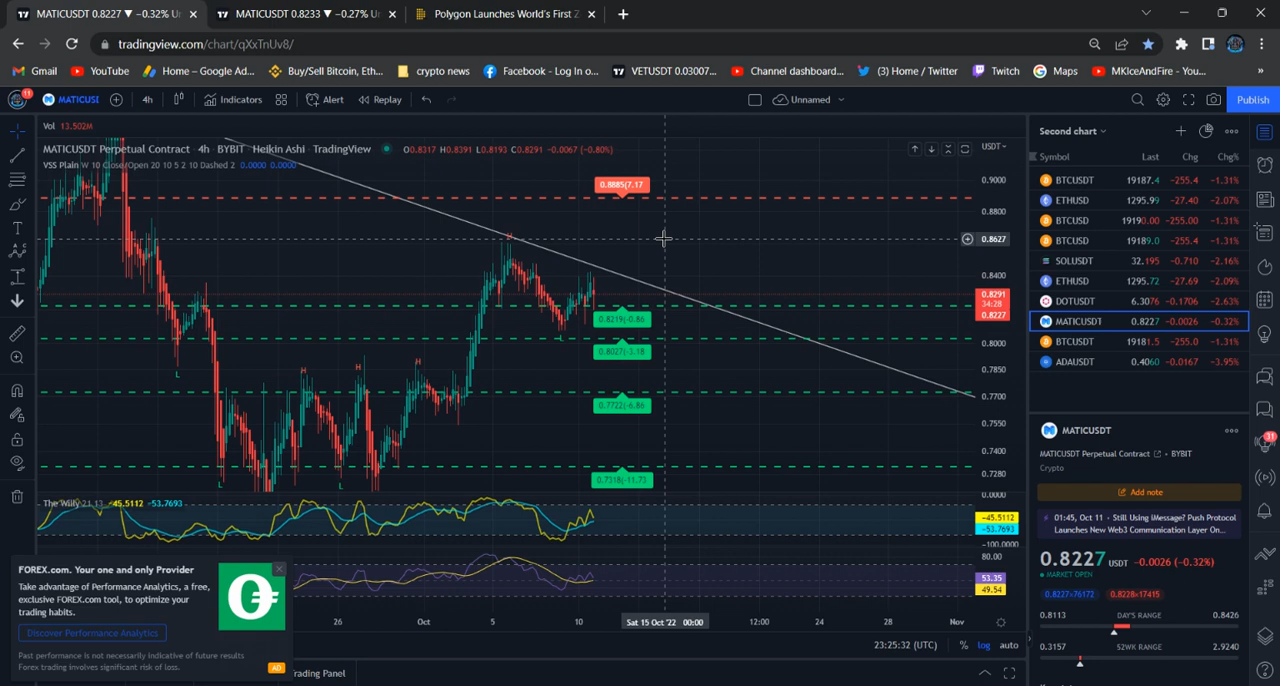 MATICUSDT 0.8227 ▼ −0.32% Ur
MATICUSDT 0.8233 ▼ −0.27% Ur
Polygon Launches World's First Z
tradingview.com/chart/qXxTnUv8/
Gmail
YouTube
Home – Google Ad...
Buy/Sell Bitcoin, Eth...
crypto news
Facebook - Log In o...
VETUSDT 0.03007...
Channel dashboard...
(3) Home / Twitter
Twitch
Maps
MKIceAndFire - You...
11
MATICUSI
4h
Indicators
Alert
Replay
Unnamed
Publish
Vol 13.502M
MATICUSDT Perpetual Contract · 4h · BYBIT · Heikin Ashi · TradingView
O0.8317 H0.8391 L0.8193 C0.8291 −0.0067 (−0.80%)
VSS Plain W 10 Close/Open 20 10 5 2 10 Dashed 2 0.0000 0.0000
USDT
0.9000
0.8885(7.17
0.8800
0.8627
0.8400
0.8291
34:28
0.8227
0.8219(-0.86
0.8027(-3.18
0.8000
0.7850
0.7722(-6.86
0.7700
0.7550
0.7400
0.7318(-11.73
0.7280
H
H
H
H
L
L
L
L
The Willy 21 13 −45.5112 −53.7693
0.0000
−45.5112
−53.7693
−100.0000
80.00
53.35
49.54
26
Oct
5
10
Sat 15 Oct '22 00:00
12:00
24
28
Nov
23:25:32 (UTC)
%
log
auto
rading Panel
FOREX.com. Your one and only Provider
Take advantage of Performance Analytics, a free,
exclusive FOREX.com tool, to optimize your
trading habits.
Discover Performance Analytics
Past performance is not necessarily indicative of future results
Forex trading involves significant risk of loss.
AD
Second chart
Symbol Last Chg Chg%
BTCUSDT 19187.4 −255.4 −1.31%
ETHUSD 1295.99 −27.40 −2.07%
BTCUSD 19190.00 −255.00 −1.31%
BTCUSD 19189.0 −255.4 −1.31%
SOLUSDT 32.195 −0.710 −2.16%
ETHUSD 1295.72 −27.69 −2.09%
DOTUSDT 6.3076 −0.1706 −2.63%
MATICUSDT 0.8227 −0.0026 −0.32%
BTCUSDT 19181.5 −255.0 −1.31%
ADAUSDT 0.4060 −0.0167 −3.95%
MATICUSDT
MATICUSDT Perpetual Contract · BYBIT
Crypto
Add note
01:45, Oct 11 · Still Using iMessage? Push Protocol
Launches New Web3 Communication Layer On...
0.8227 USDT −0.0026 (−0.32%)
MARKET OPEN
0.8227×76172
0.8228×17415
0.8113 DAY'S RANGE 0.8426
0.3157 52WK RANGE 2.9240
31